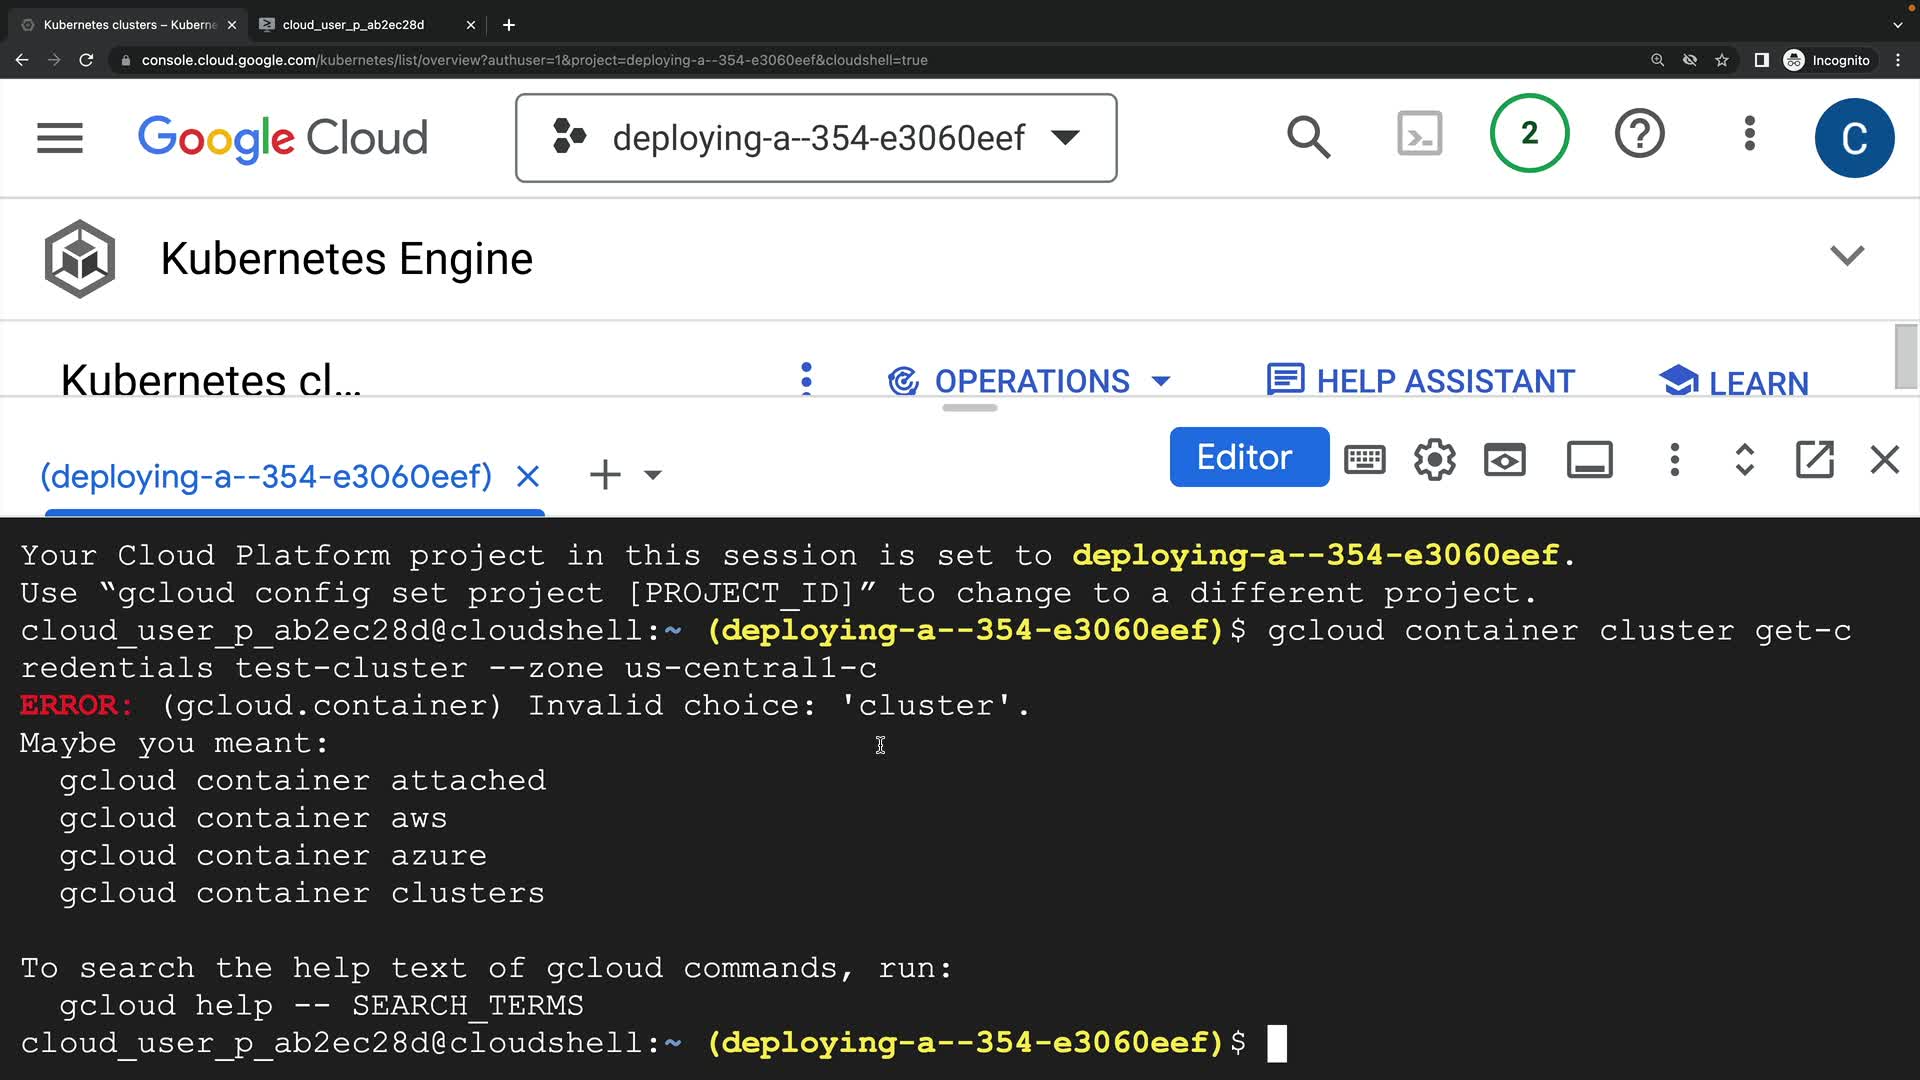 Kubernetes clusters – Kuberne
cloud_user_p_ab2ec28d
console.cloud.google.com/kubernetes/list/overview?authuser=1&project=deploying-a--354-e3060eef&cloudshell=true
Incognito
Google Cloud
deploying-a--354-e3060eef
2
C
Kubernetes Engine
Kubernetes cl...
OPERATIONS
HELP ASSISTANT
LEARN
(deploying-a--354-e3060eef)
Editor
Your Cloud Platform project in this session is set to deploying-a--354-e3060eef.
Use “gcloud config set project [PROJECT_ID]” to change to a different project.
cloud_user_p_ab2ec28d@cloudshell:~ (deploying-a--354-e3060eef)$ gcloud container cluster get-c
redentials test-cluster --zone us-central1-c
ERROR: (gcloud.container) Invalid choice: 'cluster'.
Maybe you meant:
gcloud container attached
gcloud container aws
gcloud container azure
gcloud container clusters
To search the help text of gcloud commands, run:
gcloud help -- SEARCH_TERMS
cloud_user_p_ab2ec28d@cloudshell:~ (deploying-a--354-e3060eef)$